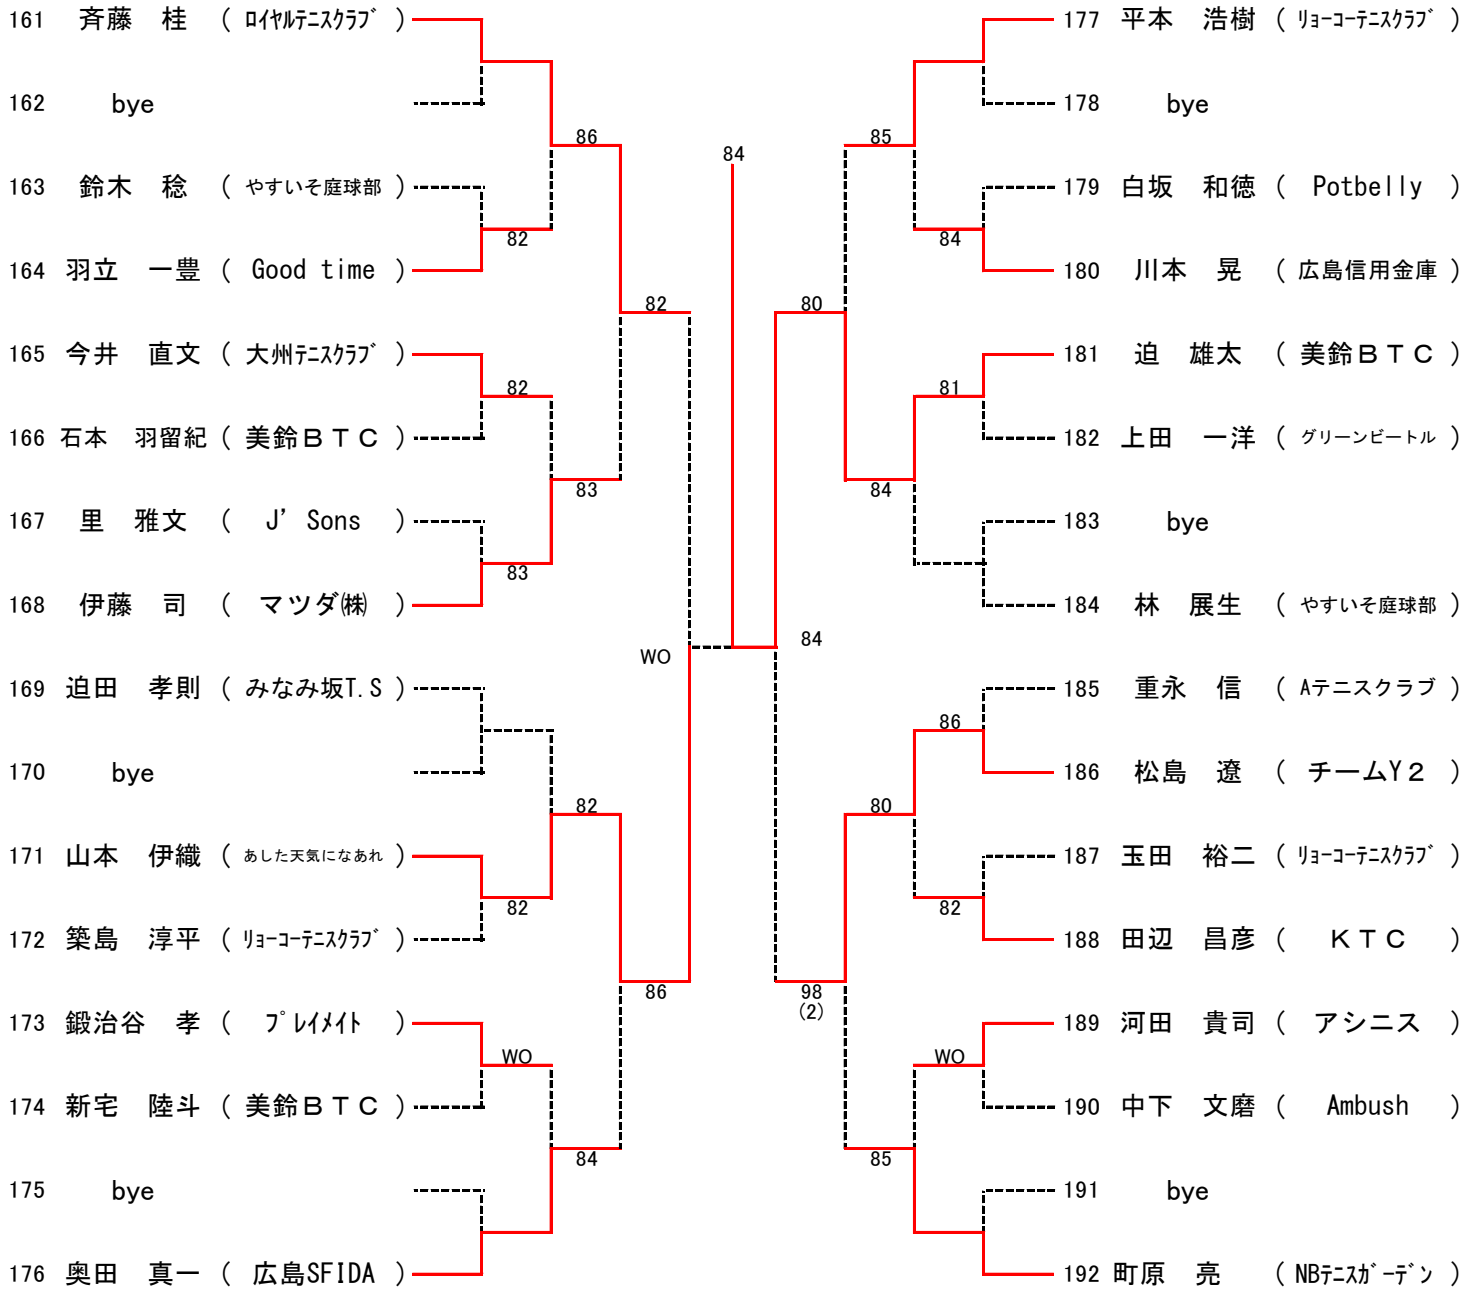 161 斉藤 桂 ( ﾛｲﾔﾙﾃﾆｽｸﾗﾌﾞ )
162 bye
86
163 鈴木 稔 ( やすいそ庭球部 )
82
164 羽立 一豊 ( Good time )
82
165 今井 直文 ( 大州ﾃﾆｽｸﾗﾌﾞ )
82
166 石本 羽留紀 ( 美鈴ＢＴＣ )
83
167 里 雅文 ( J’Sons )
83
168 伊藤 司 ( マツダ㈱ )
WO
169 迫田 孝則 ( みなみ坂T.S )
170 bye
82
171 山本 伊織 ( あした天気になあれ )
82
172 築島 淳平 ( ﾘｮｰｺｰﾃﾆｽｸﾗﾌﾞ )
86
173 鍛治谷 孝 ( ﾌﾟﾚｲﾒｲﾄ )
WO
174 新宅 陸斗 ( 美鈴ＢＴＣ )
84
175 bye
176 奥田 真一 ( 広島SFIDA )
84
177 平本 浩樹 ( ﾘｮｰｺｰﾃﾆｽｸﾗﾌﾞ )
178 bye
85
179 白坂 和徳 ( Potbelly )
84
180 川本 晃 ( 広島信用金庫 )
80
181 迫 雄太 ( 美鈴ＢＴＣ )
81
182 上田 一洋 ( グリーンビートル )
84
183 bye
184 林 展生 ( やすいそ庭球部 )
84
185 重永 信 ( Aテニスクラブ )
86
186 松島 遼 ( チームY２ )
80
187 玉田 裕二 ( ﾘｮｰｺｰﾃﾆｽｸﾗﾌﾞ )
82
188 田辺 昌彦 ( ＫＴＣ )
98
(2)
189 河田 貴司 ( アシニス )
WO
190 中下 文磨 ( Ambush )
85
191 bye
192 町原 亮 ( NBﾃﾆｽｶﾞｰﾃﾞﾝ )